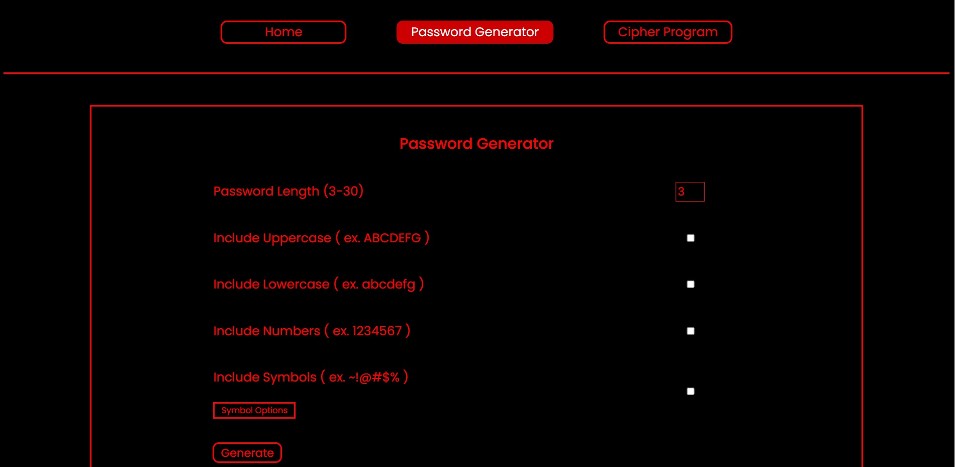 Home
Password Generator
Cipher Program
Password Generator
Password Length (3-30)
3
Include Uppercase ( ex. ABCDEFG )
Include Lowercase ( ex. abcdefg )
Include Numbers ( ex. 1234567 )
Include Symbols ( ex. ~!@#$% )
Symbol Options
Generate